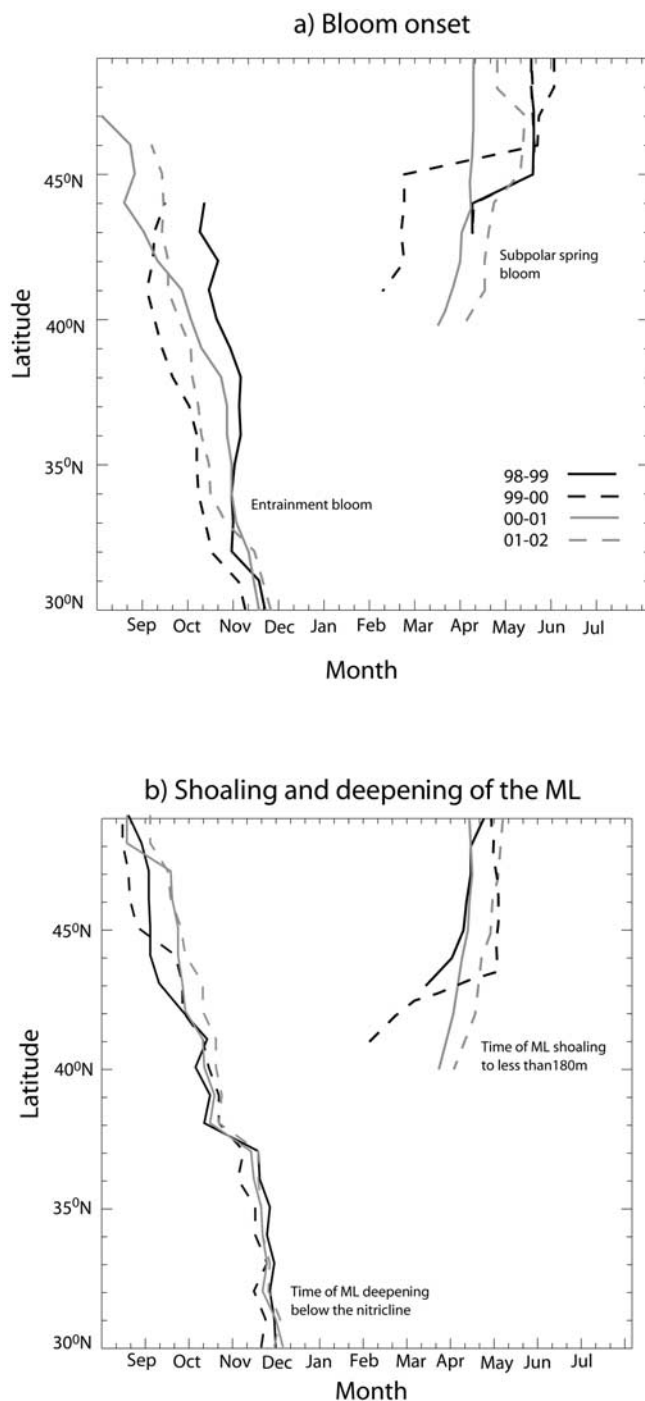 a) Bloom onset
45⁰N
40⁰N
35⁰N
30⁰N
Latitude
Subpolar spring
bloom
Entrainment bloom
98-99
99-00
00-01
01-02
Sep Oct Nov Dec Jan Feb Mar Apr May Jun Jul
Month
b) Shoaling and deepening of the ML
45⁰N
40⁰N
35⁰N
30⁰N
Latitude
Time of ML shoaling
to less than180m
Time of ML deepening
below the nitricline
Sep Oct Nov Dec Jan Feb Mar Apr May Jun Jul
Month